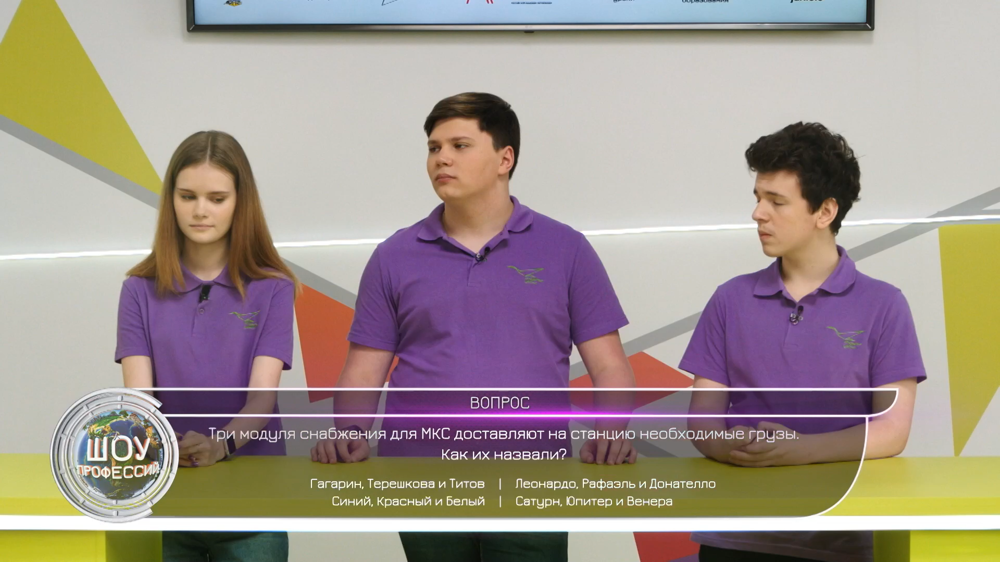 ВОПРОС
Три модуля снабжения для МКС доставляют на станцию необходимые грузы.
Как их назвали?
Гагарин, Терешкова и Титов | Леонардо, Рафаэль и Донателло
Синий, Красный и Белый | Сатурн, Юпитер и Венера
ШОУ
ПРОФЕССИЙ